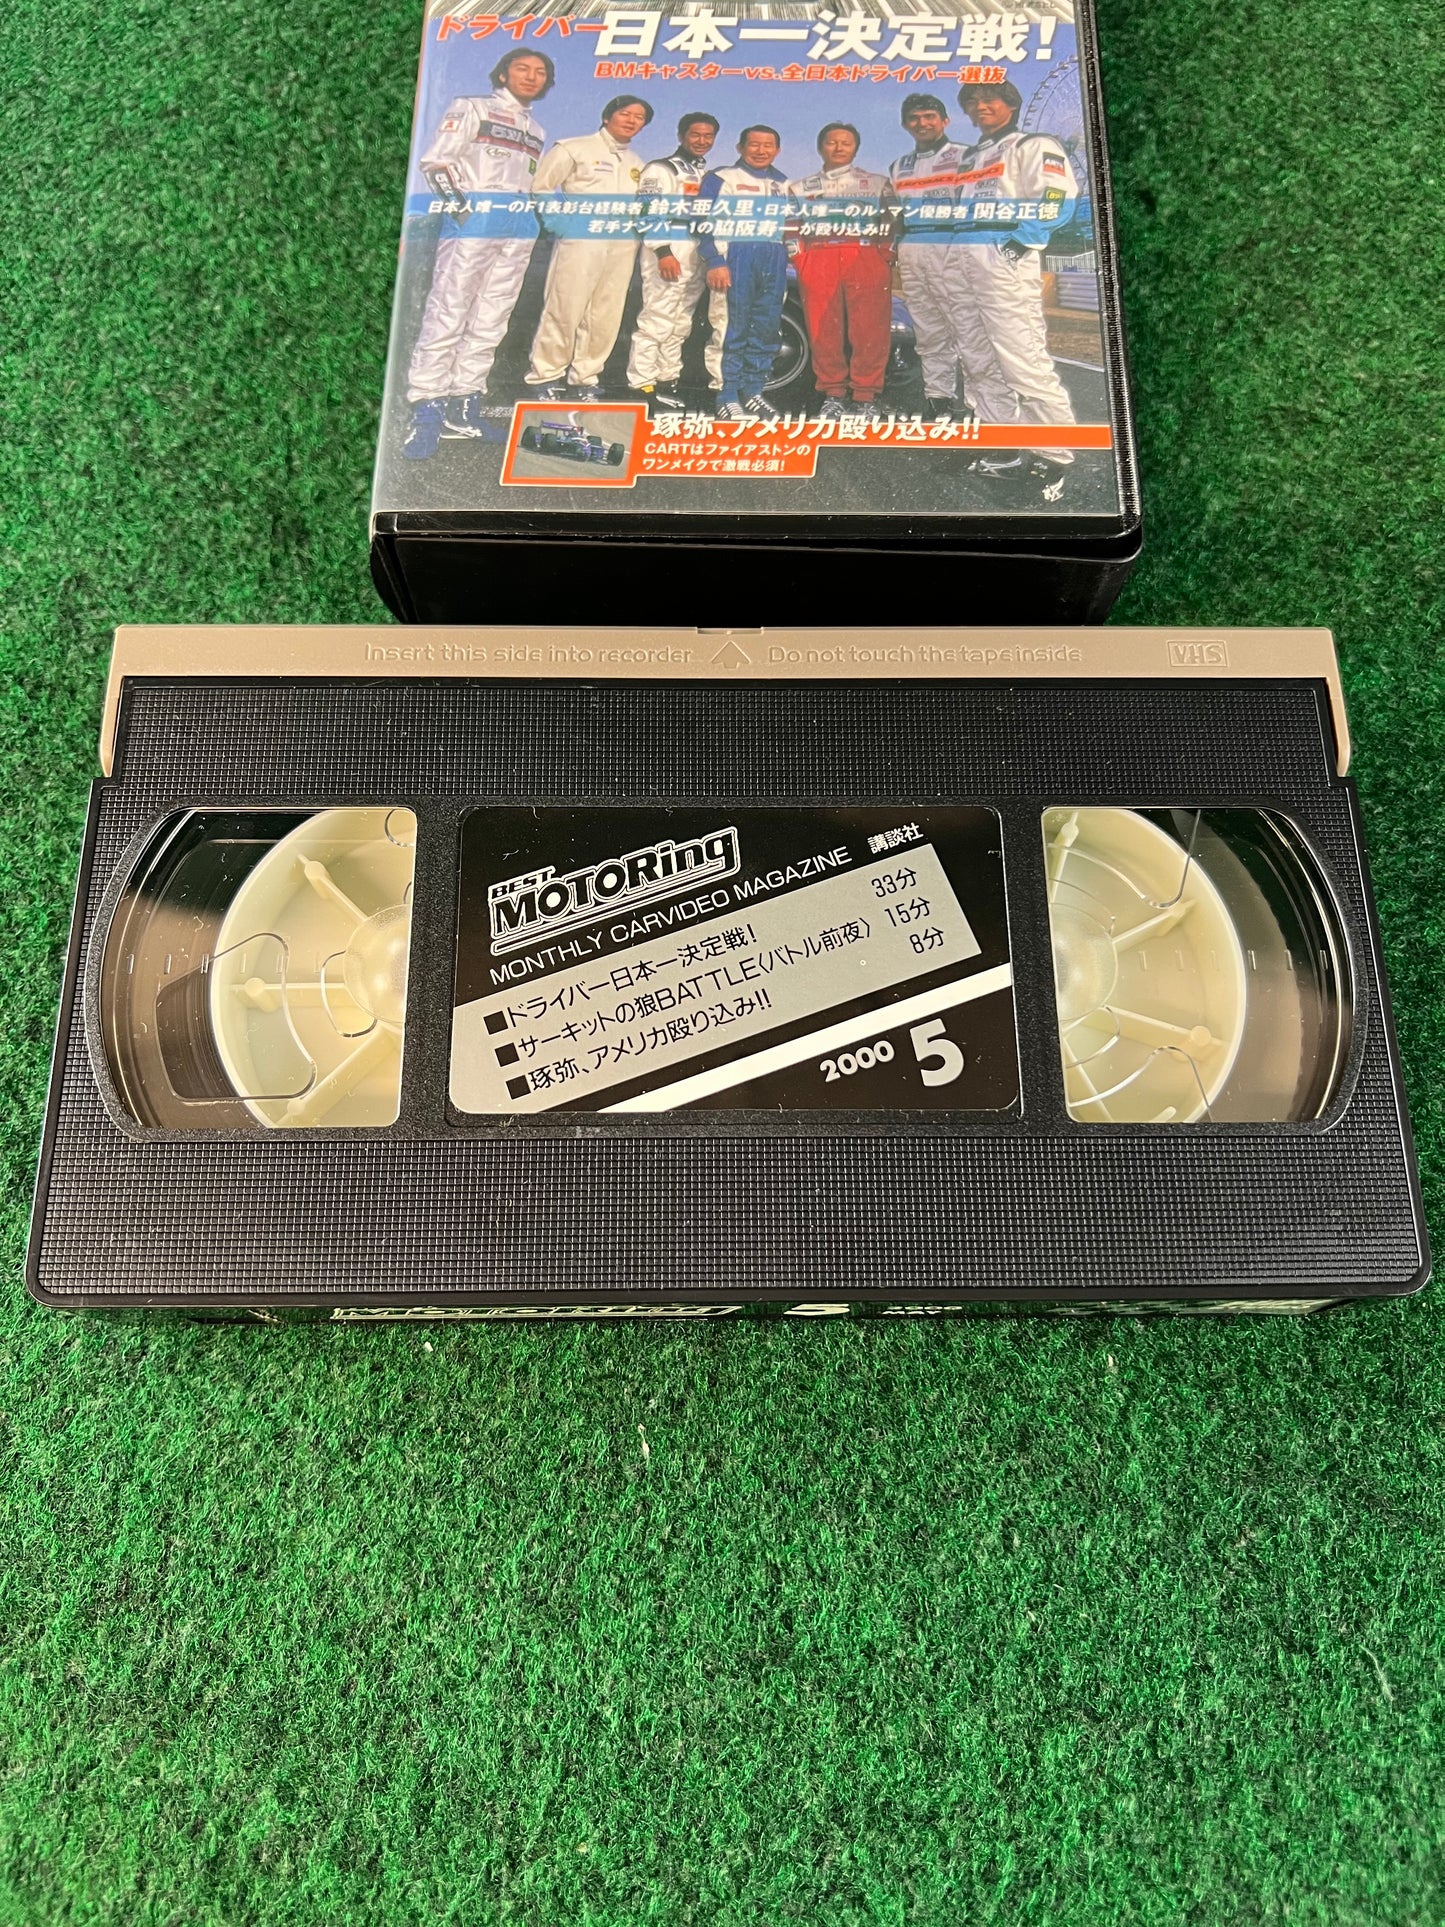 ドライバー日本一決定戦!
BMキャスターvs.全日本ドライバー選抜
日本人唯一のF1表彰台経験者 鈴木亜久里・日本人唯一のル・マン優勝者 関谷正徳
若手ナンバー1の脇阪寿一が殴り込み!!
琢弥、アメリカ殴り込み!!
CARTはファイアストンの
ワンメイクで激戦必須!
Insert this side into recorder
Do not touch the tape inside
VHS
BEST
MOTORing
MONTHLY CARVIDEO MAGAZINE 講談社
■ドライバー日本一決定戦! 33分
■サーキットの狼BATTLE〈バトル前夜〉 15分
■琢弥、アメリカ殴り込み!! 8分
2000 5